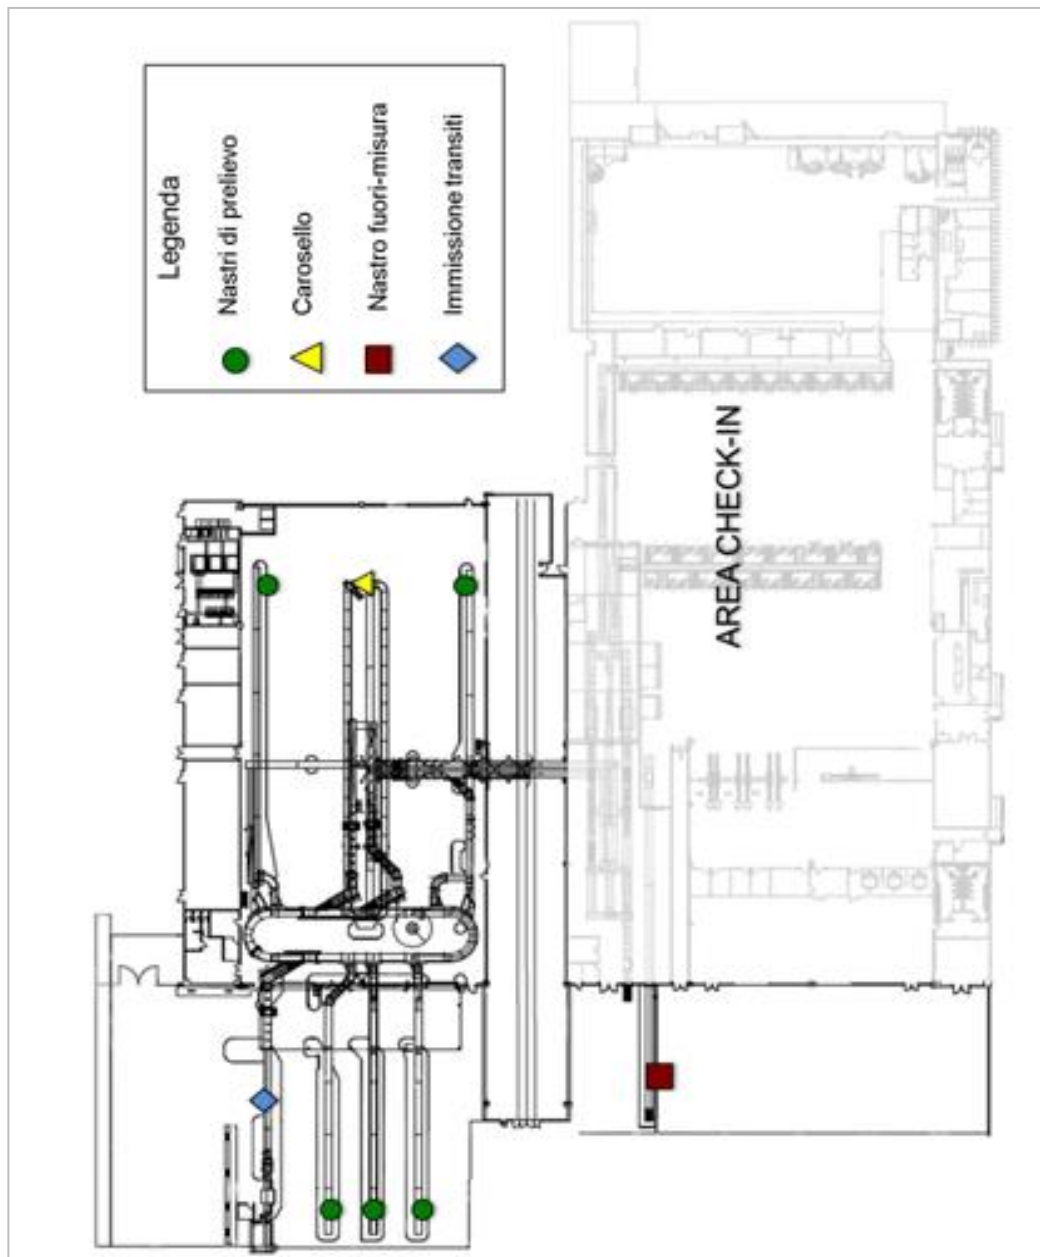 Legenda
Nastri di prelievo
Carosello
Nastro fuori-misura
Immissione transiti
AREA CHECK-IN